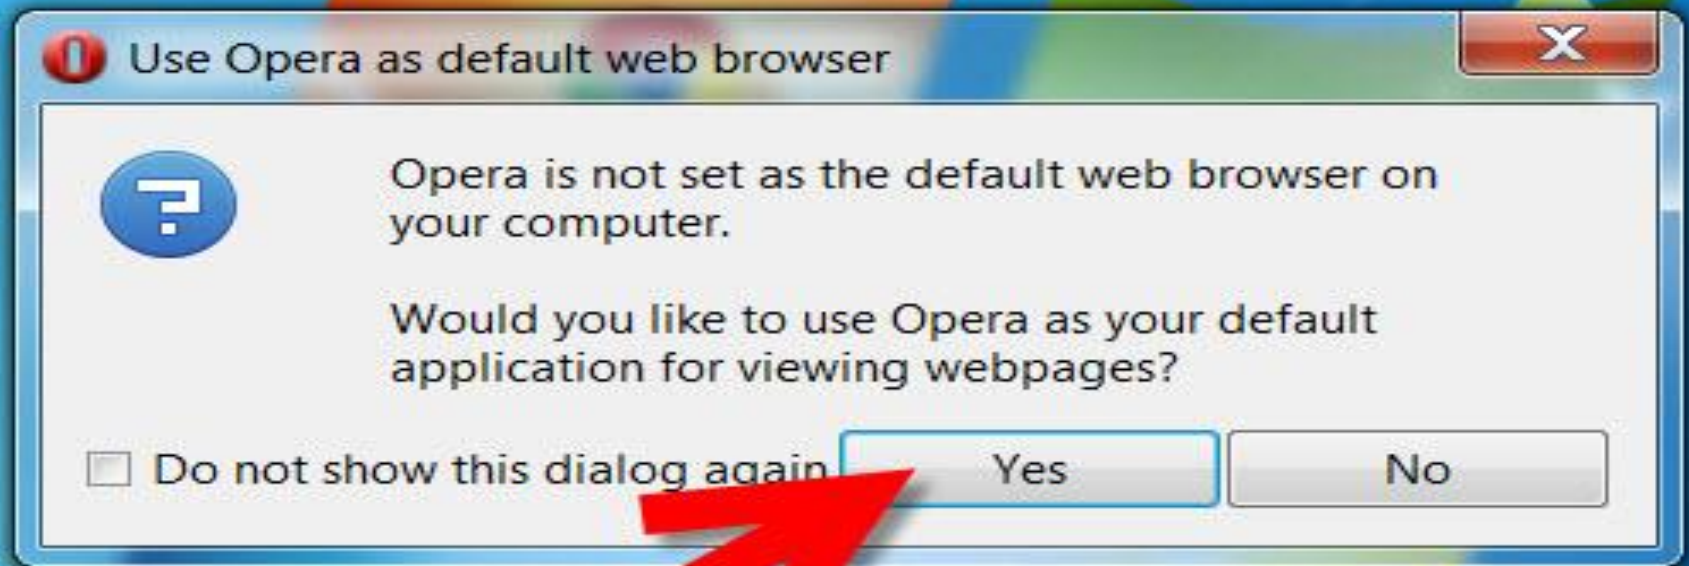 Use Opera as default web browser
Opera is not set as the default web browser on
your computer.
Would you like to use Opera as your default
application for viewing webpages?
Do not show this dialog again
Yes
No